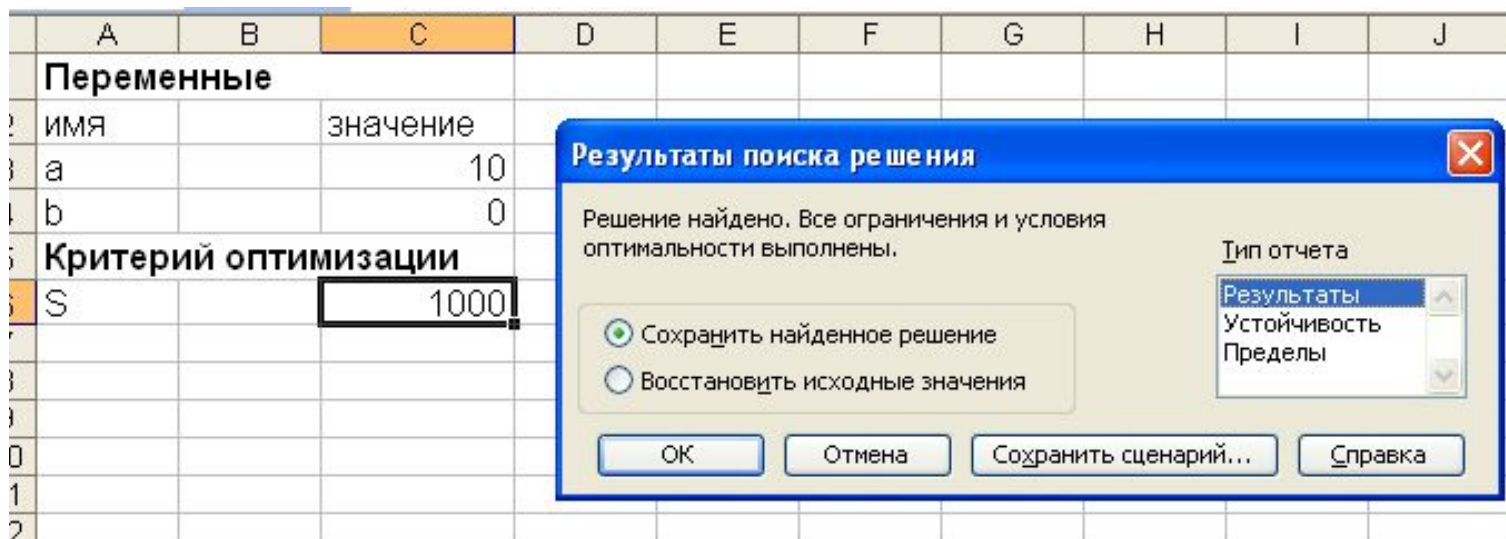 A B C D E F G H I J
Переменные
имя значение
a 10
b 0
Критерий оптимизации
S 1000
Результаты поиска решения
Решение найдено. Все ограничения и условия
оптимальности выполнены.
Тип отчета
Результаты
Устойчивость
Пределы
Сохранить найденное решение
Восстановить исходные значения
ОК Отмена Сохранить сценарий... Справка